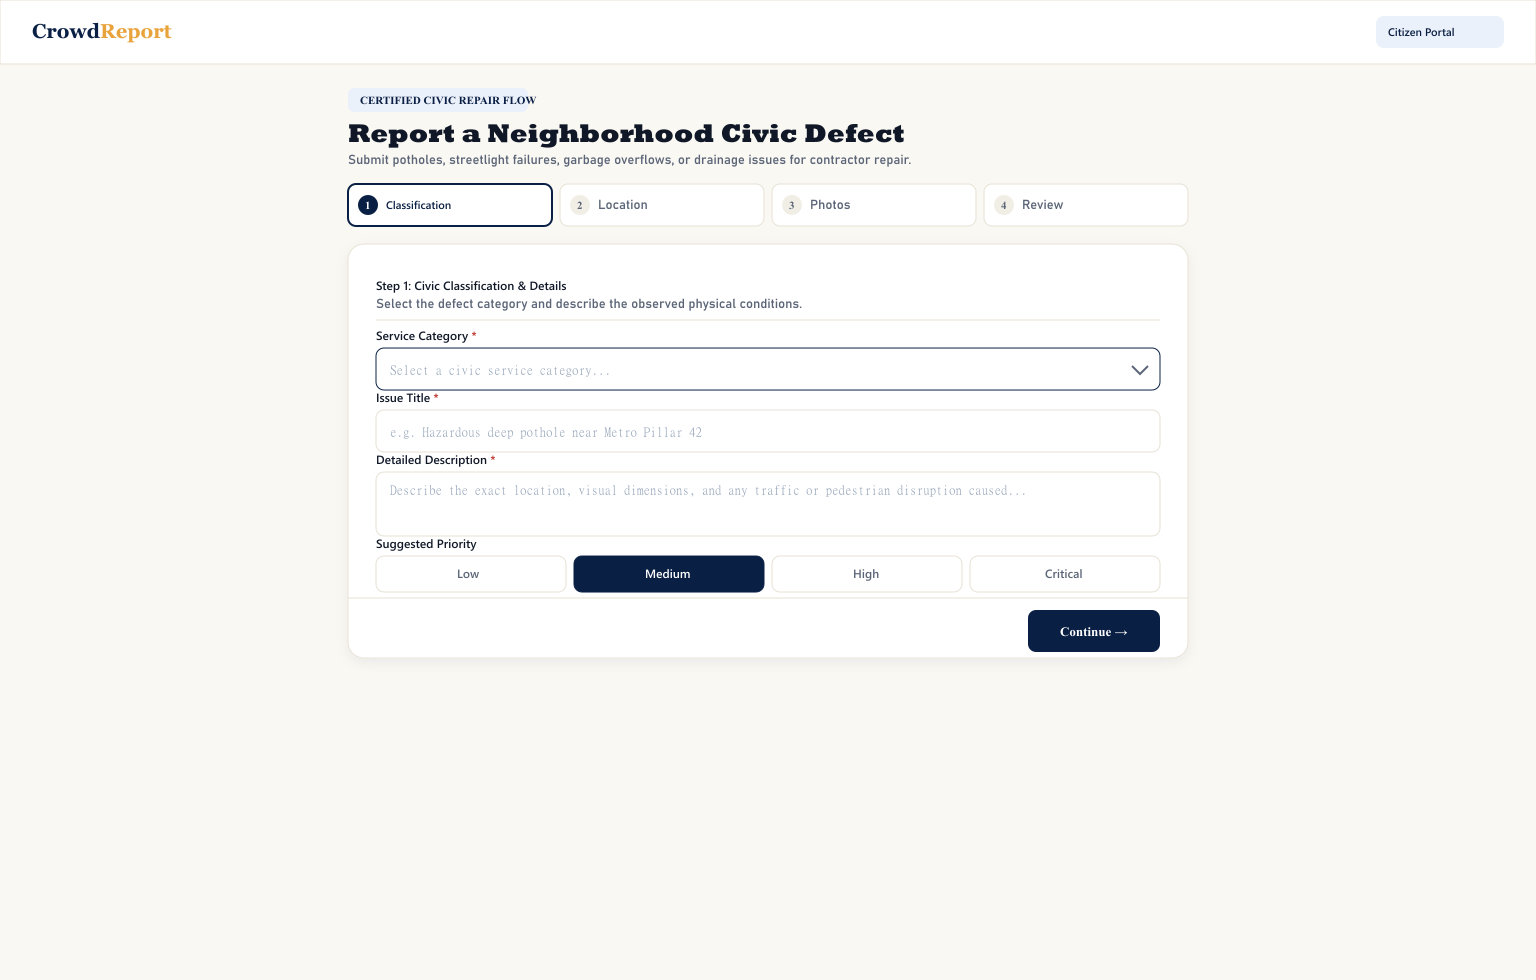 CrowdReport
Citizen Portal
CERTIFIED CIVIC REPAIR FLOW
Report a Neighborhood Civic Defect
Submit potholes, streetlight failures, garbage overflows, or drainage issues for contractor repair.
1 Classification
2 Location
3 Photos
4 Review
Step 1: Civic Classification & Details
Select the defect category and describe the observed physical conditions.
Service Category *
Select a civic service category...
Issue Title *
e.g. Hazardous deep pothole near Metro Pillar 42
Detailed Description *
Describe the exact location, visual dimensions, and any traffic or pedestrian disruption caused...
Suggested Priority
Low
Medium
High
Critical
Continue →